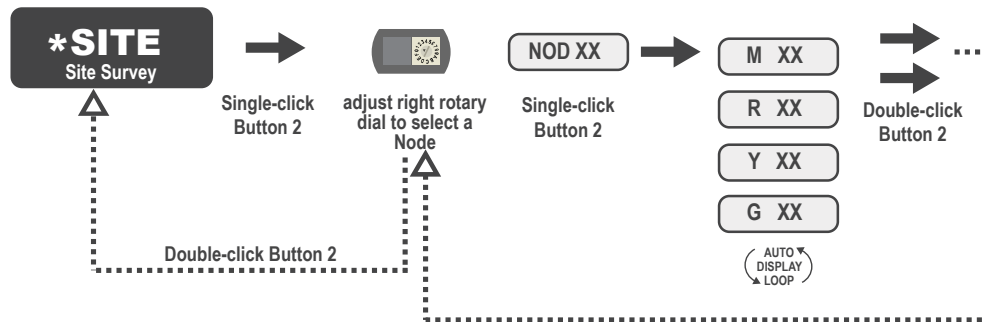 *SITE
Site Survey
Single-click
Button 2
adjust right rotary
dial to select a
Node
NOD XX
Single-click
Button 2
M XX
R XX
Y XX
G XX
AUTO
DISPLAY
LOOP
Double-click
Button 2
Double-click Button 2